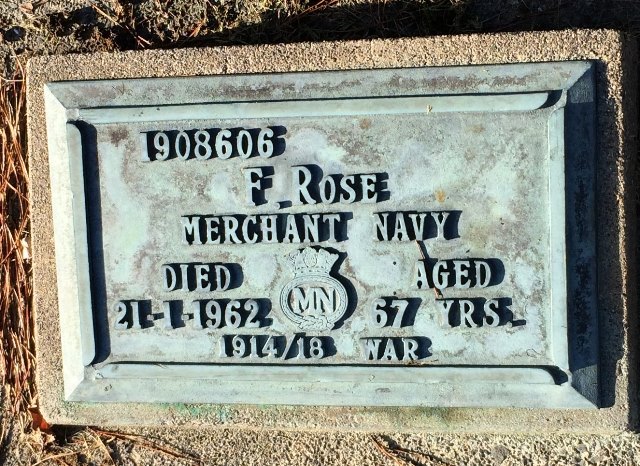 1908606
F. ROSE
MERCHANT NAVY
DIED AGED
21-1-1962 MN 67 YRS.
1914/18 WAR